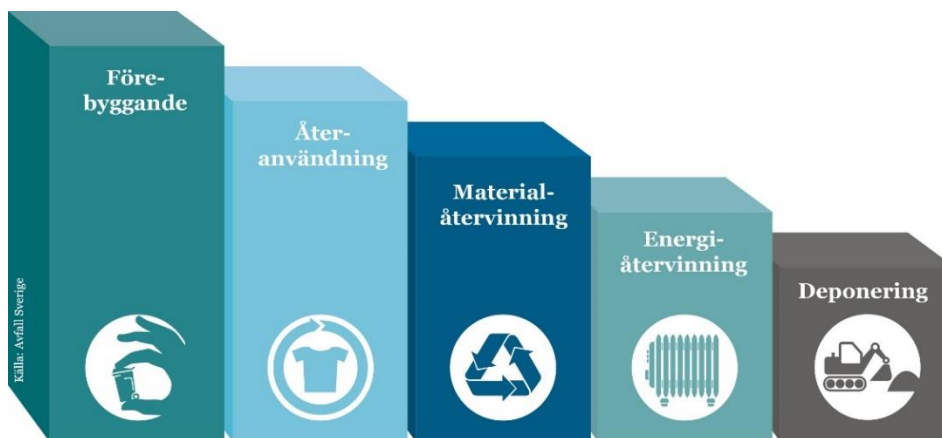 Före-
byggande
Åter-
användning
Material-
återvinning
Energi-
återvinning
Deponering
Källa: Avfall Sverige